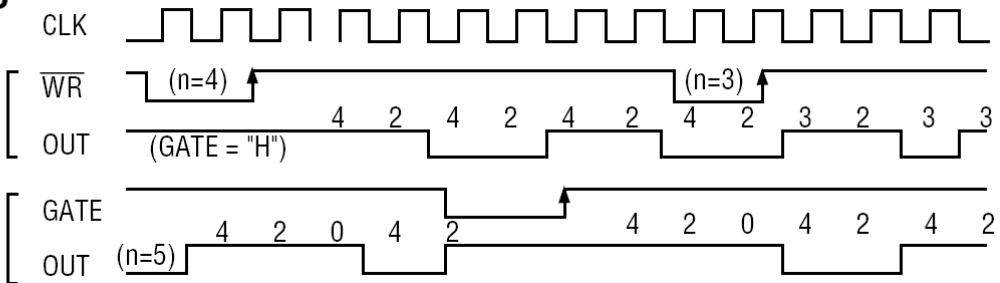 CLK
WR (n=4) (n=3)
4 2 4 2 4 2 4 2 3 2 3 3
OUT (GATE = "H")
GATE
4 2 0 4 2 4 2 0 4 2 4 2
OUT (n=5)